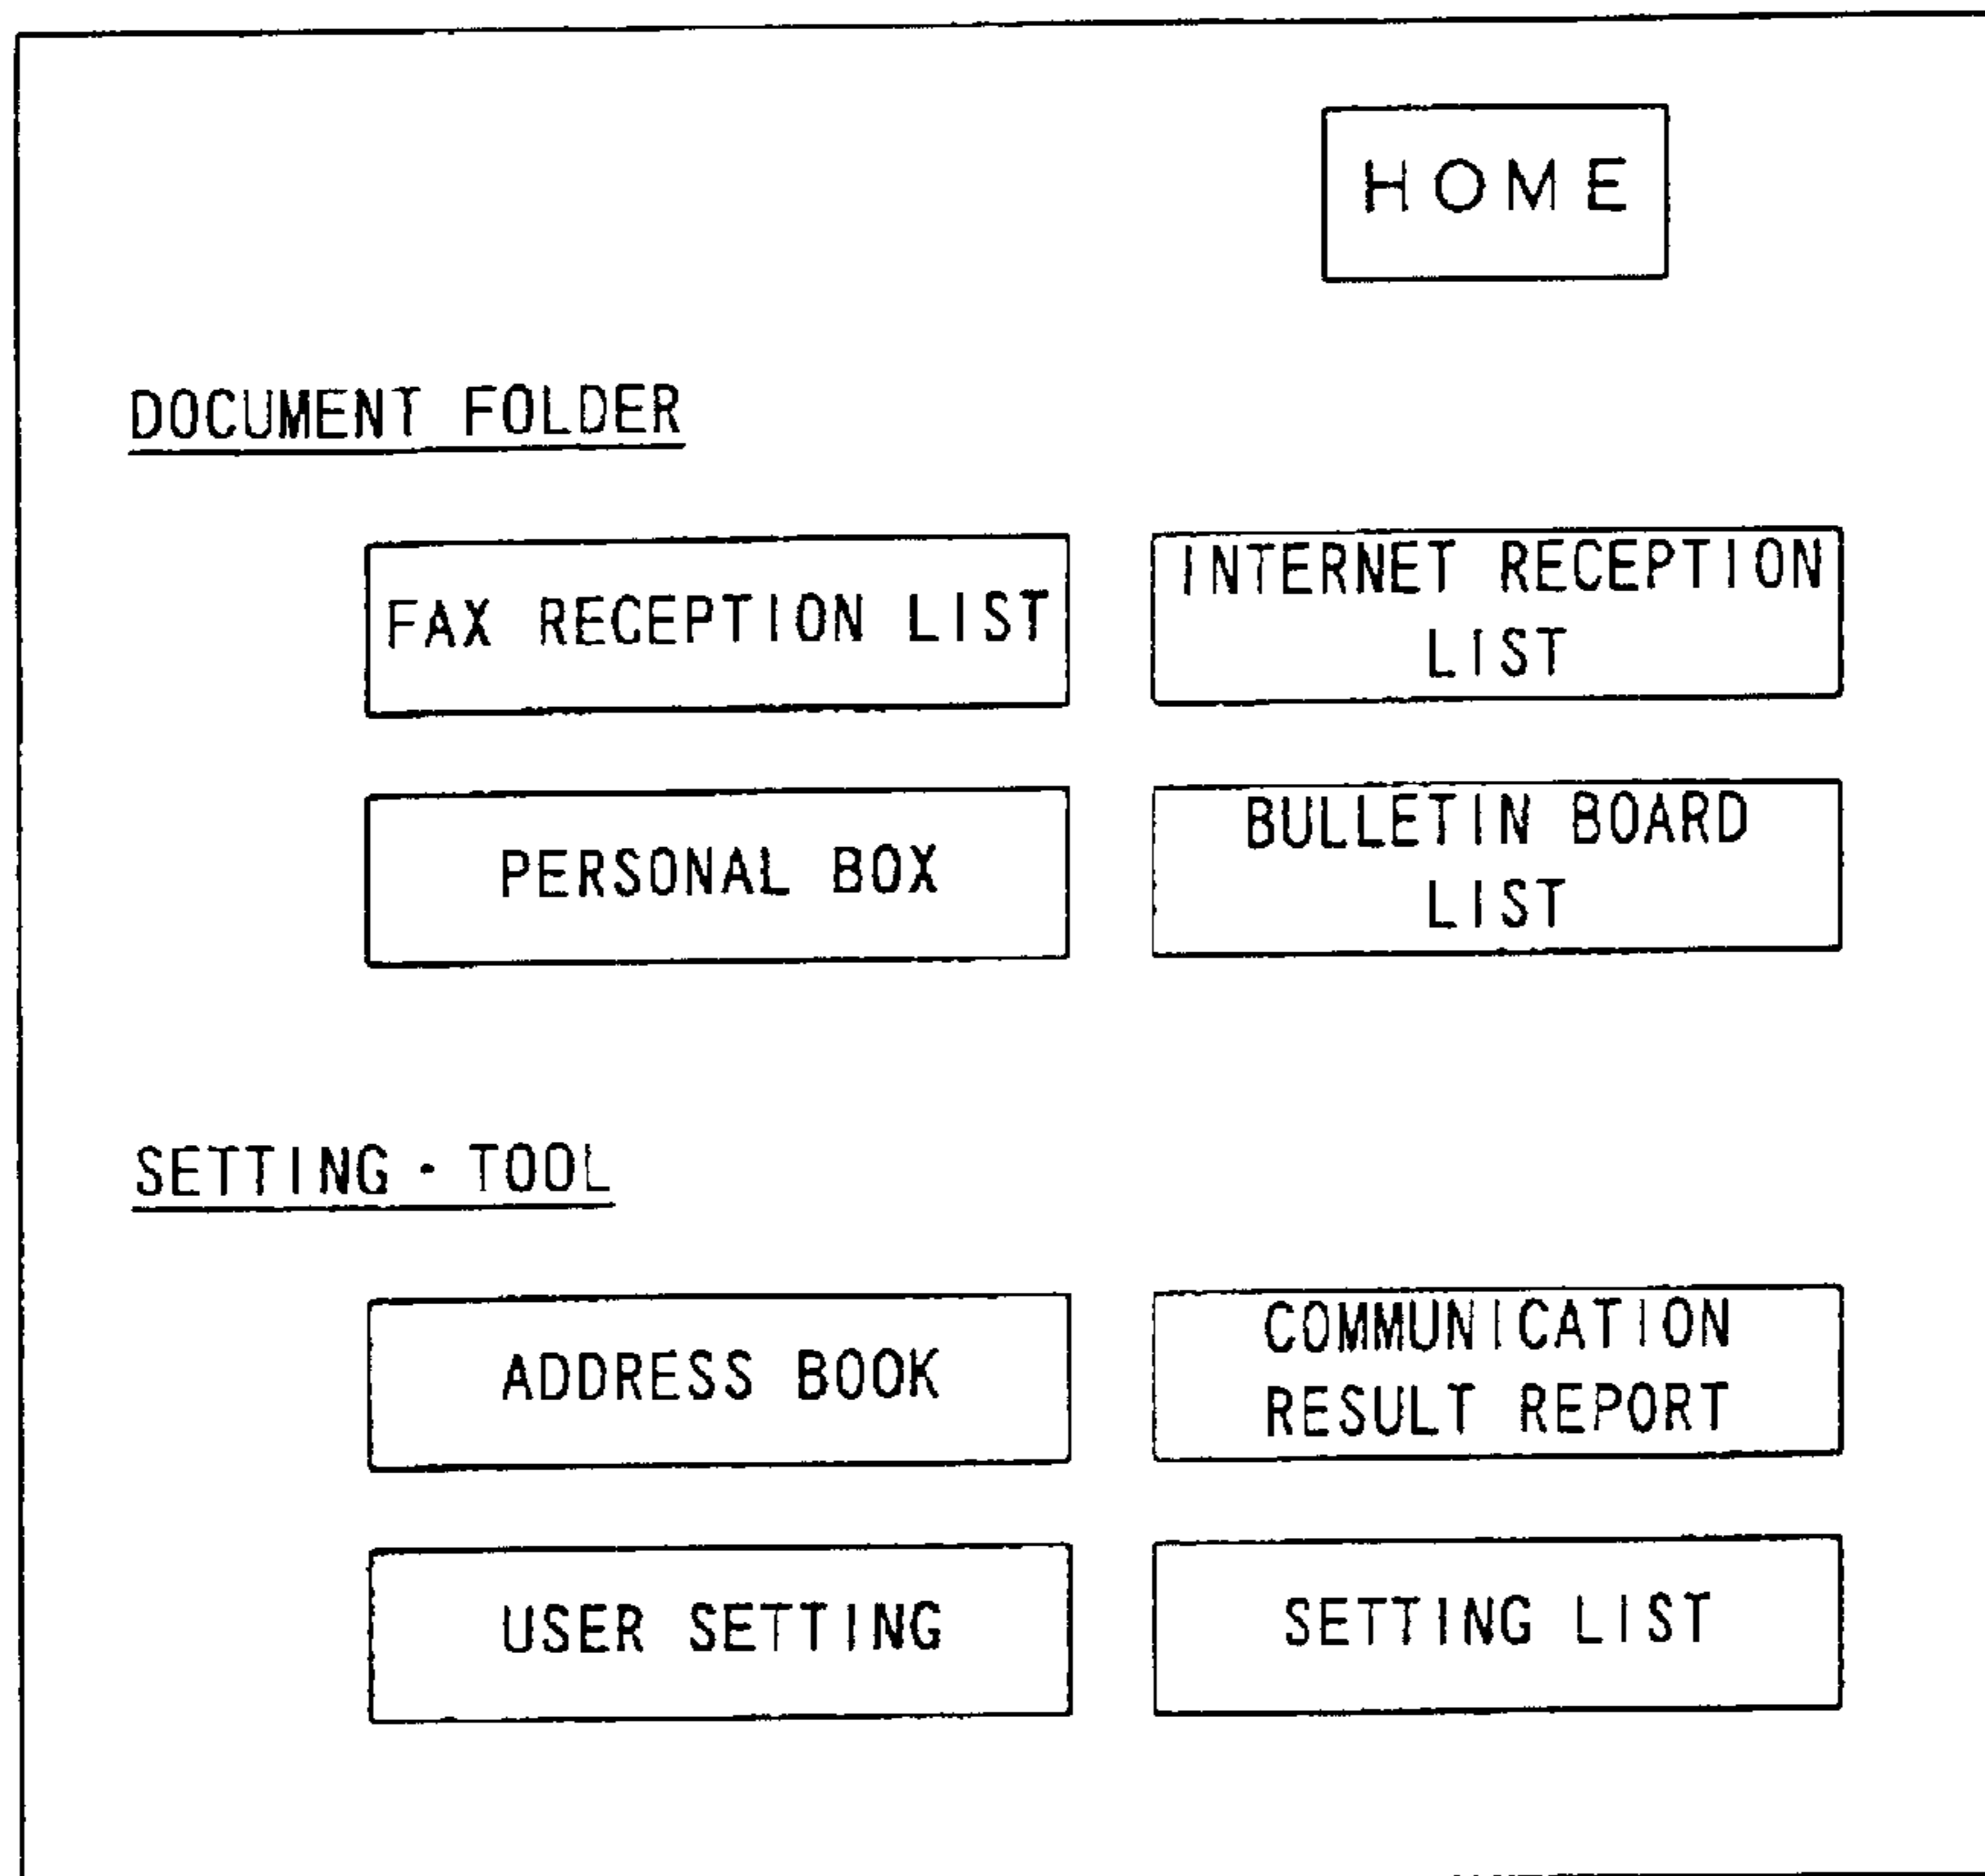 HOME
DOCUMENT FOLDER
FAX RECEPTION LIST
INTERNET RECEPTION
LIST
PERSONAL BOX
BULLETIN BOARD
LIST
SETTING・TOOL
ADDRESS BOOK
COMMUNICATION
RESULT REPORT
USER SETTING
SETTING LIST